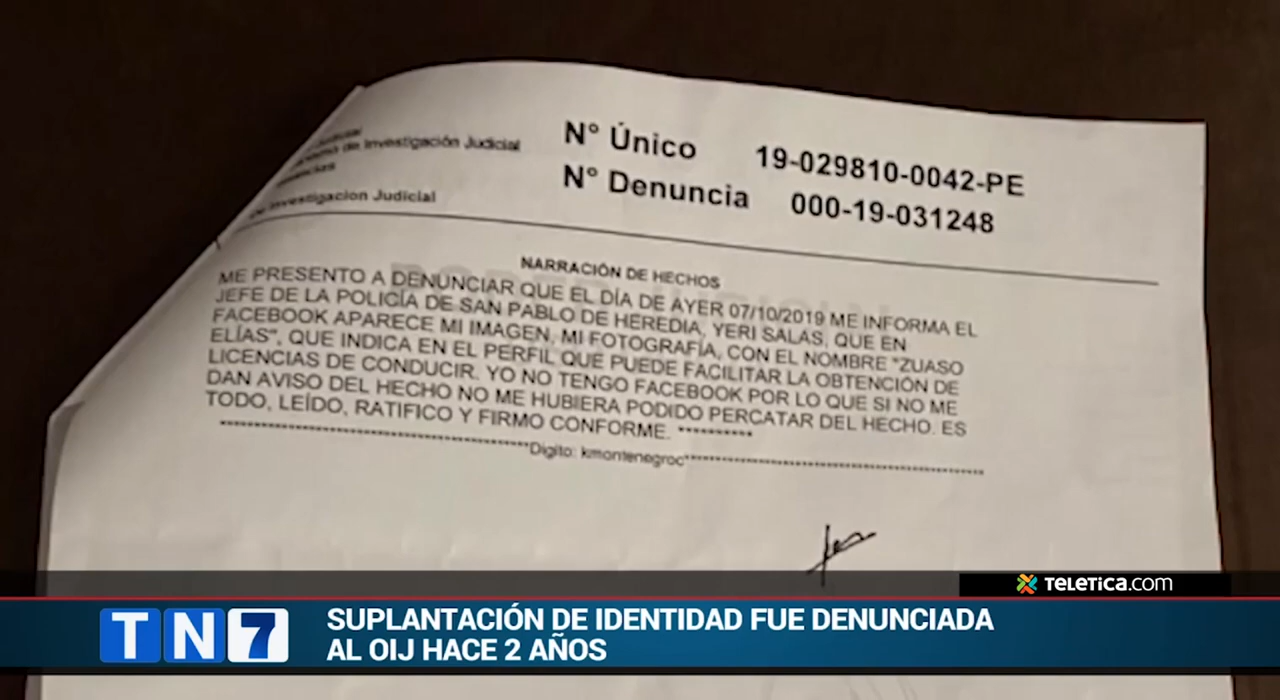 de Investigación Judicial
Investigacion Judicial
N° Único 19-029810-0042-PE
N° Denuncia 000-19-031248
NARRACIÓN DE HECHOS
ME PRESENTO A DENUNCIAR QUE EL DÍA DE AYER 07/10/2019 ME INFORMA EL
JEFE DE LA POLICÍA DE SAN PABLO DE HEREDIA, YERI SALAS, QUE EN
FACEBOOK APARECE MI IMAGEN, MI FOTOGRAFÍA, CON EL NOMBRE "ZUASO
ELÍAS", QUE INDICA EN EL PERFIL QUE PUEDE FACILITAR LA OBTENCIÓN DE
LICENCIAS DE CONDUCIR. YO NO TENGO FACEBOOK POR LO QUE SI NO ME
DAN AVISO DEL HECHO NO ME HUBIERA PODIDO PERCATAR DEL HECHO. ES
TODO, LEÍDO, RATIFICO Y FIRMO CONFORME. **********
Digito: kmontenegroc
TELETICA.COM
TN7
SUPLANTACIÓN DE IDENTIDAD FUE DENUNCIADA
AL OIJ HACE 2 AÑOS